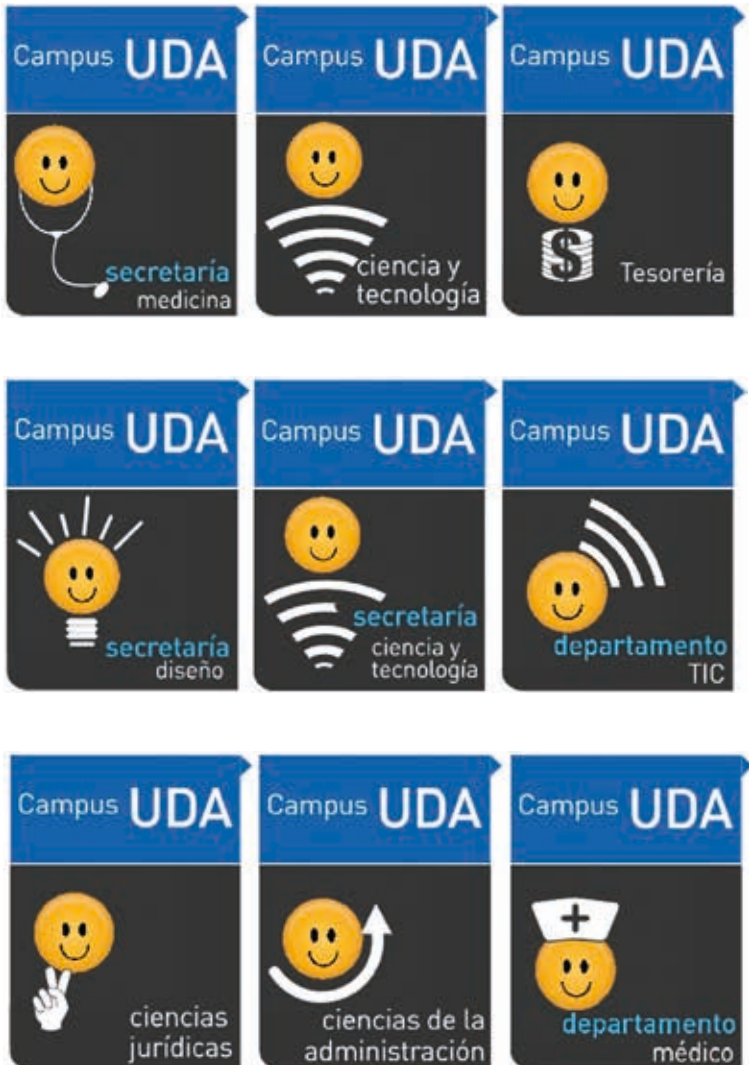 Campus UDA
secretaría
medicina
Campus UDA
ciencia y
tecnología
Campus UDA
$
Tesorería
Campus UDA
secretaría
diseño
Campus UDA
secretaría
ciencia y
tecnología
Campus UDA
departamento
TIC
Campus UDA
ciencias
jurídicas
Campus UDA
ciencias de la
administración
Campus UDA
departamento
médico